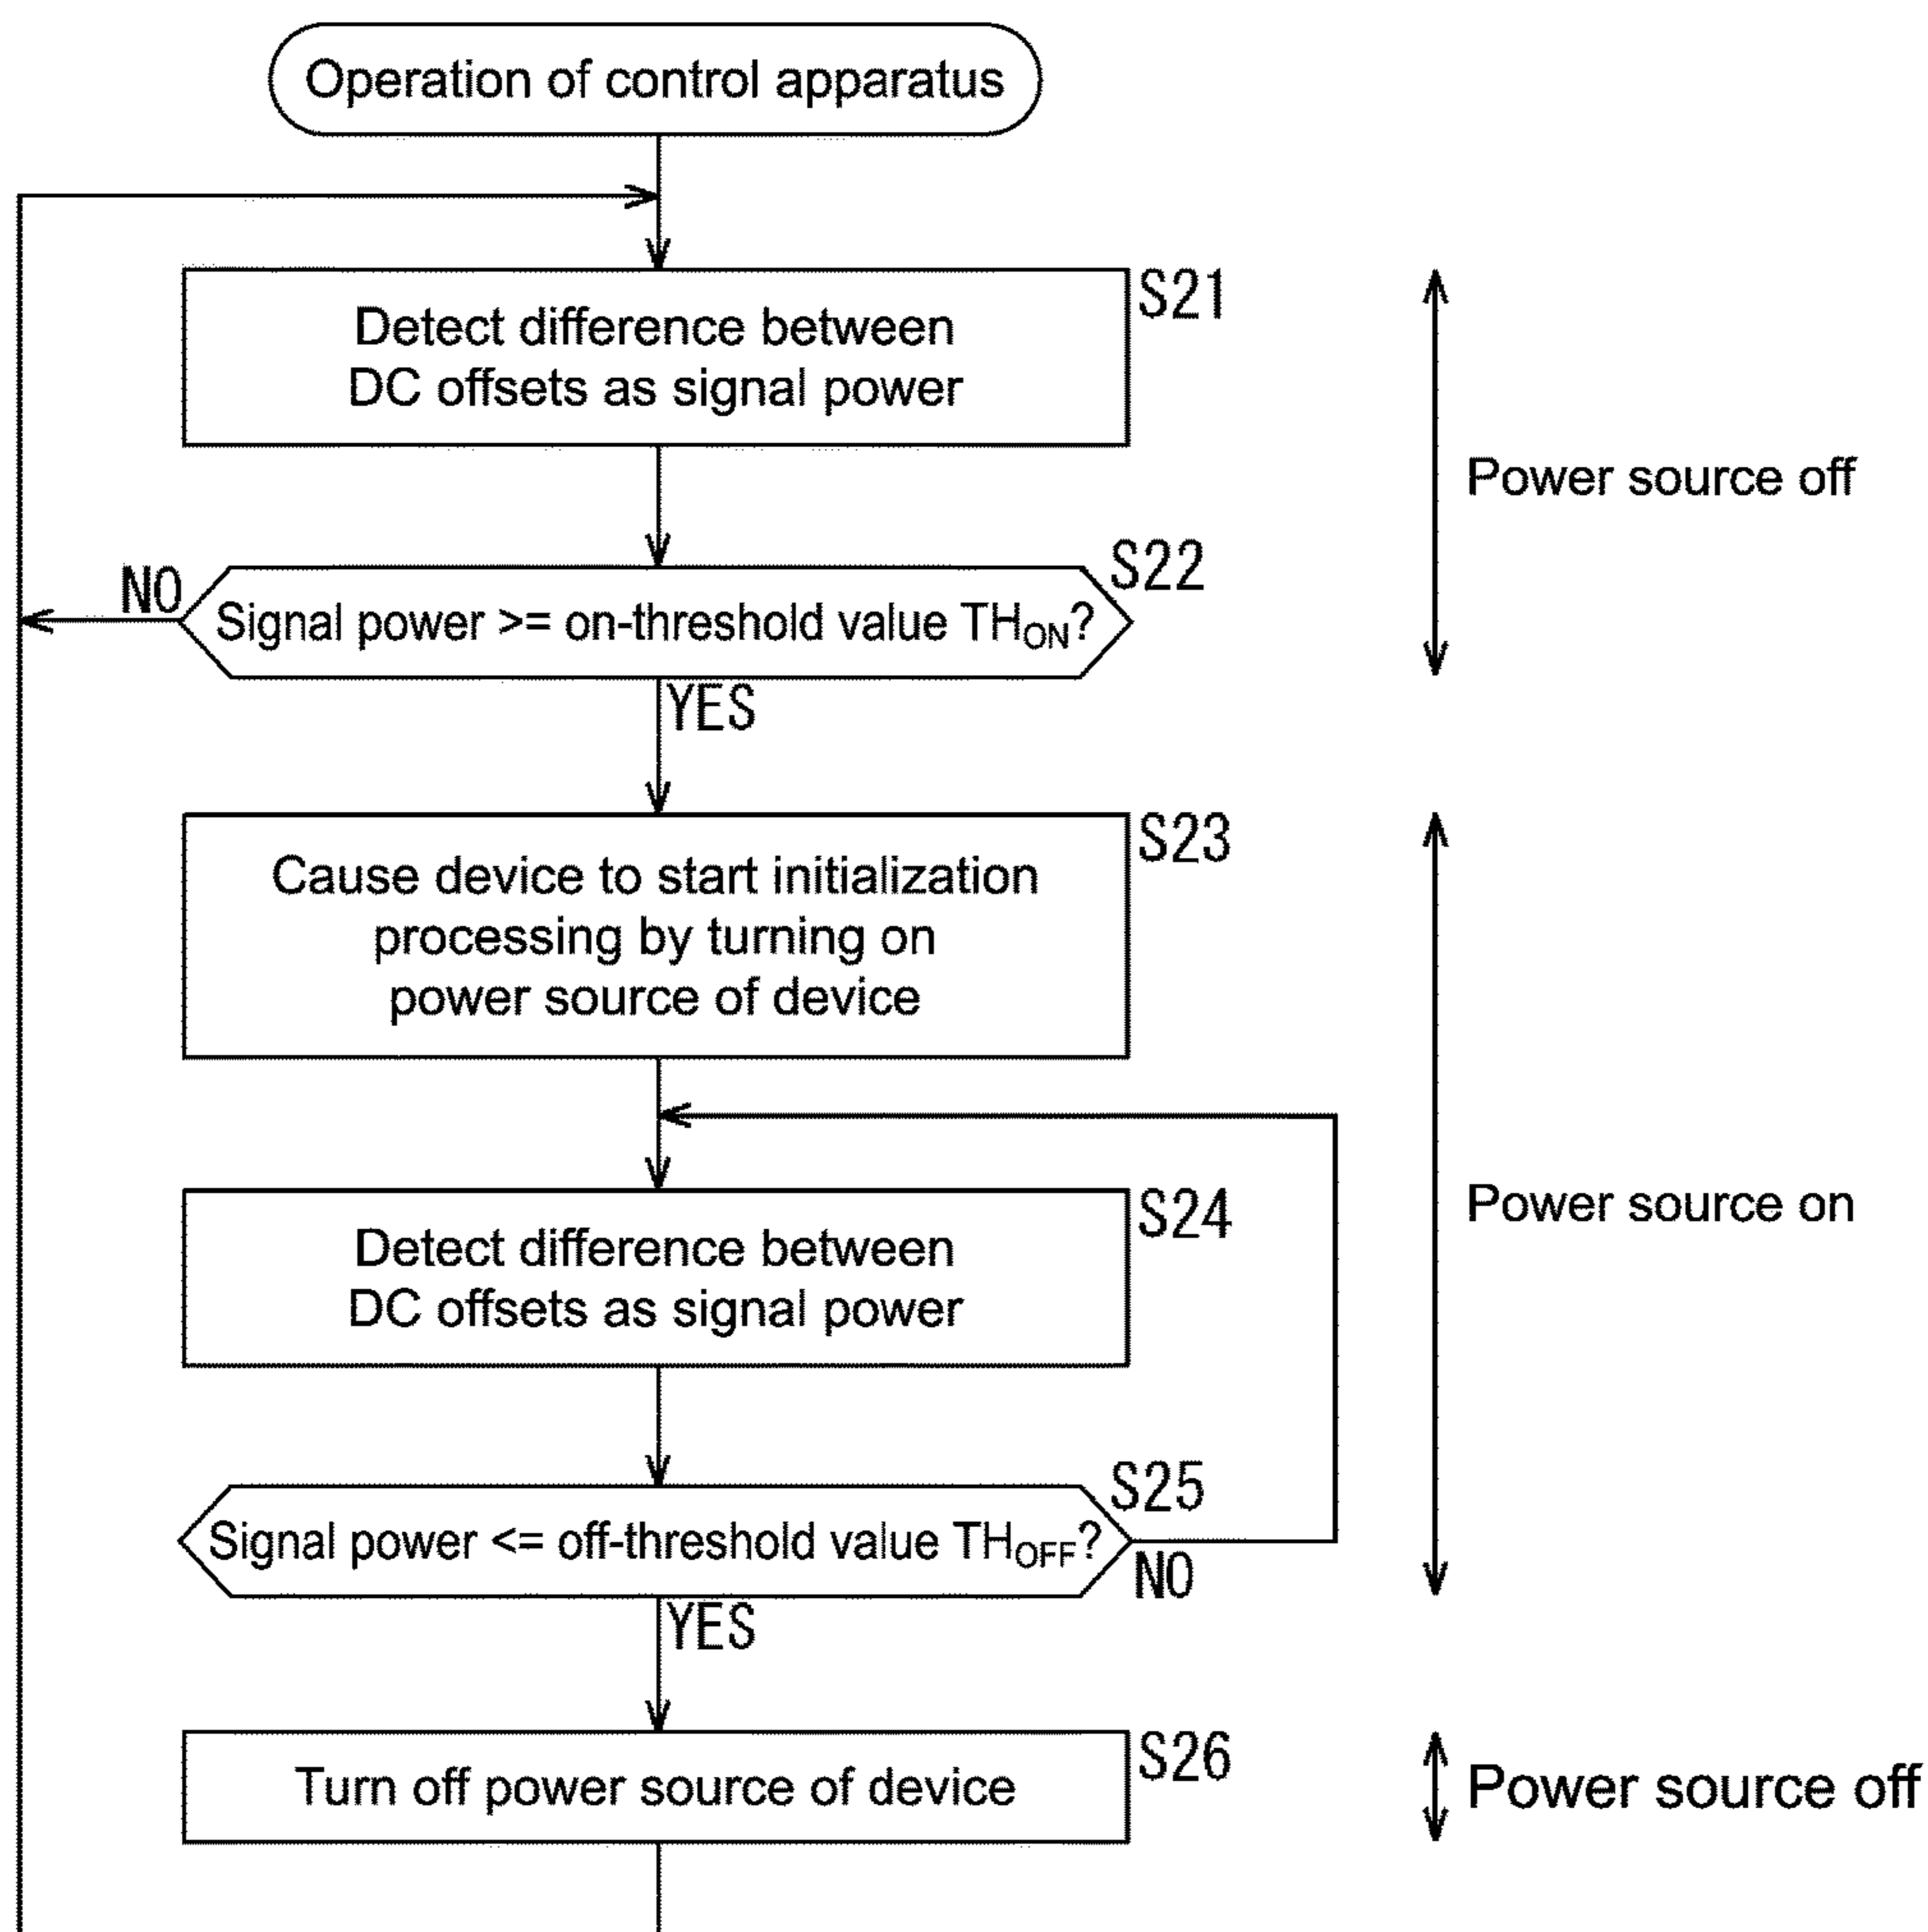 Operation of control apparatus
S21
Detect difference between
DC offsets as signal power
Power source off
S22
NO
Signal power >= on-threshold value TH_ON?
YES
S23
Cause device to start initialization
processing by turning on
power source of device
S24
Power source on
Detect difference between
DC offsets as signal power
S25
Signal power <= off-threshold value TH_OFF?
NO
YES
S26
Turn off power source of device
Power source off